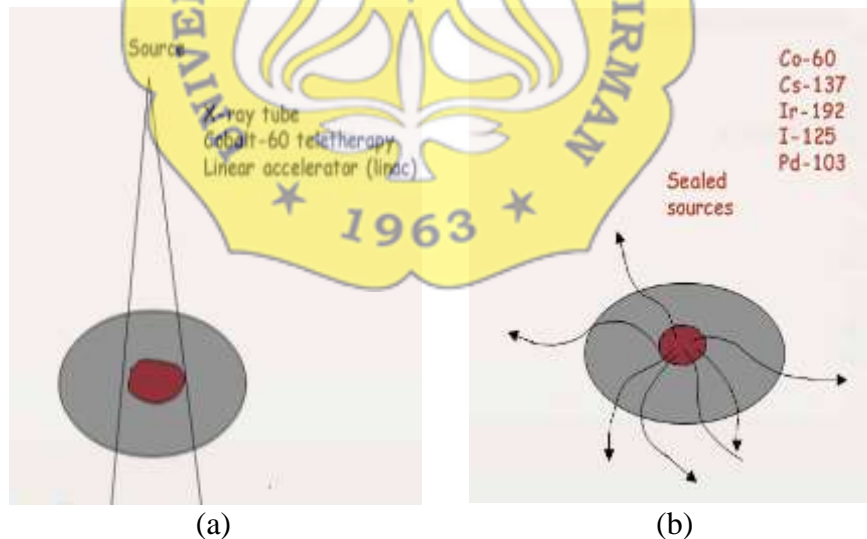 Source
X-ray tube
Cobalt-60 teletherapy
Linear accelerator (linac)
Co-60
Cs-137
Ir-192
I-125
Pd-103
Sealed
sources
1963
(a)
(b)